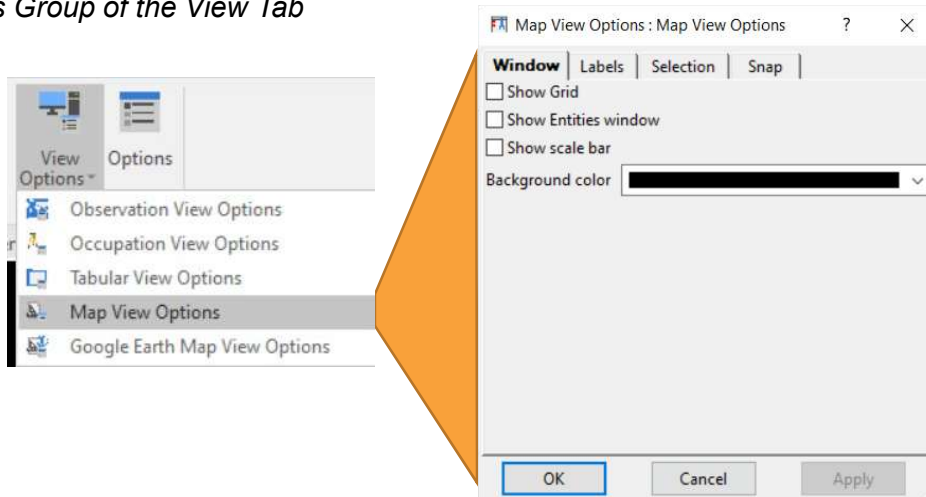 s Group of the View Tab
View
Options
Options
Observation View Options
Occupation View Options
Tabular View Options
Map View Options
Google Earth Map View Options
Map View Options : Map View Options ? ×
Window Labels Selection Snap
Show Grid
Show Entities window
Show scale bar
Background color
OK Cancel Apply